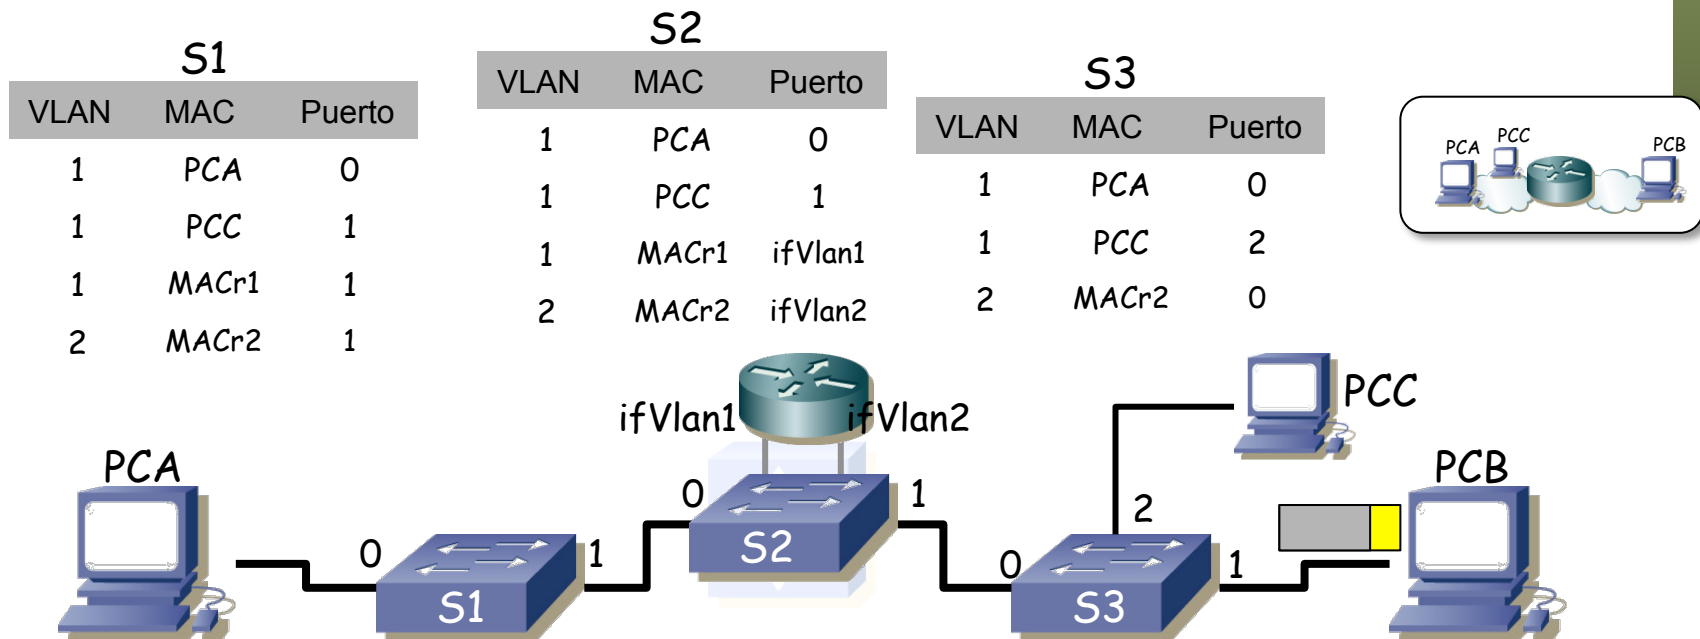 S1
VLAN MAC Puerto
1 PCA 0
1 PCC 1
1 MACr1 1
2 MACr2 1
S2
VLAN MAC Puerto
1 PCA 0
1 PCC 1
1 MACr1 ifVlan1
2 MACr2 ifVlan2
S3
VLAN MAC Puerto
1 PCA 0
1 PCC 2
2 MACr2 0
PCA PCC PCB
ifVlan1 ifVlan2
PCC
PCA
PCB
0 1
2
0 1
0 1
S1
S2
S3